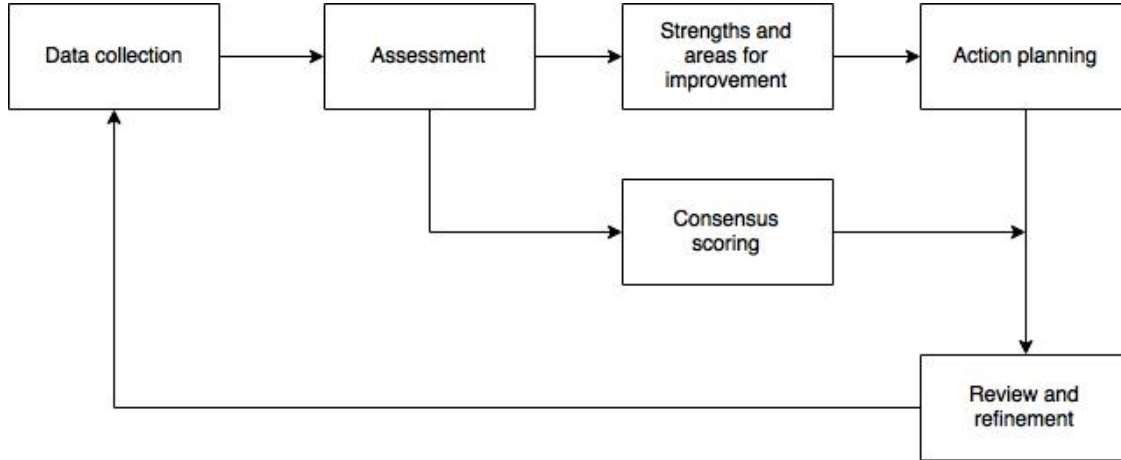 Data collection
Assessment
Strengths and
areas for
improvement
Action planning
Consensus
scoring
Review and
refinement